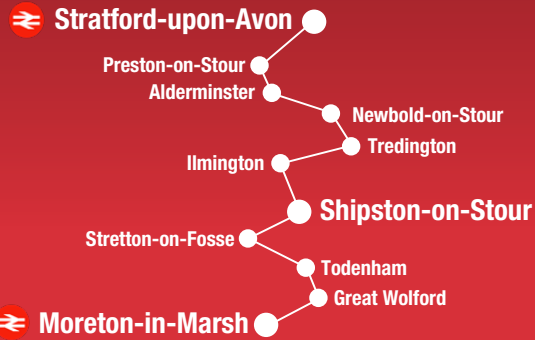 Stratford-upon-Avon
Preston-on-Stour
Alderminster
Newbold-on-Stour
Tredington
Ilmington
Shipston-on-Stour
Stretton-on-Fosse
Todenham
Great Wolford
Moreton-in-Marsh